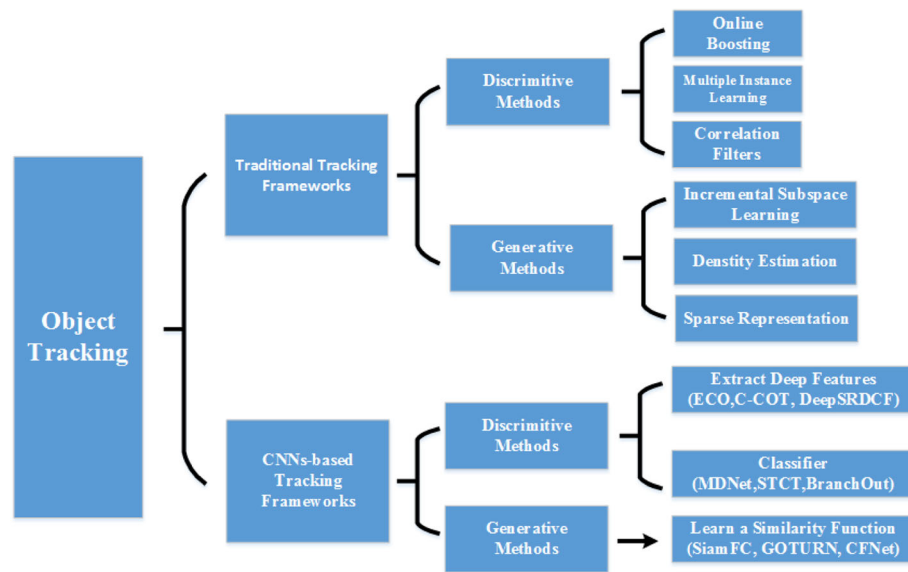 Object
Tracking
Traditional Tracking
Frameworks
Discrimitive
Methods
Online
Boosting
Multiple Instance
Learning
Correlation
Filters
Generative
Methods
Incremental Subspace
Learning
Denstity Estimation
Sparse Representation
CNNs-based
Tracking
Frameworks
Discrimitive
Methods
Extract Deep Features
(ECO,C-COT, DeepSRDCF)
Classifier
(MDNet,STCT,BranchOut)
Generative
Methods
Learn a Similarity Function
(SiamFC, GOTURN, CFNet)